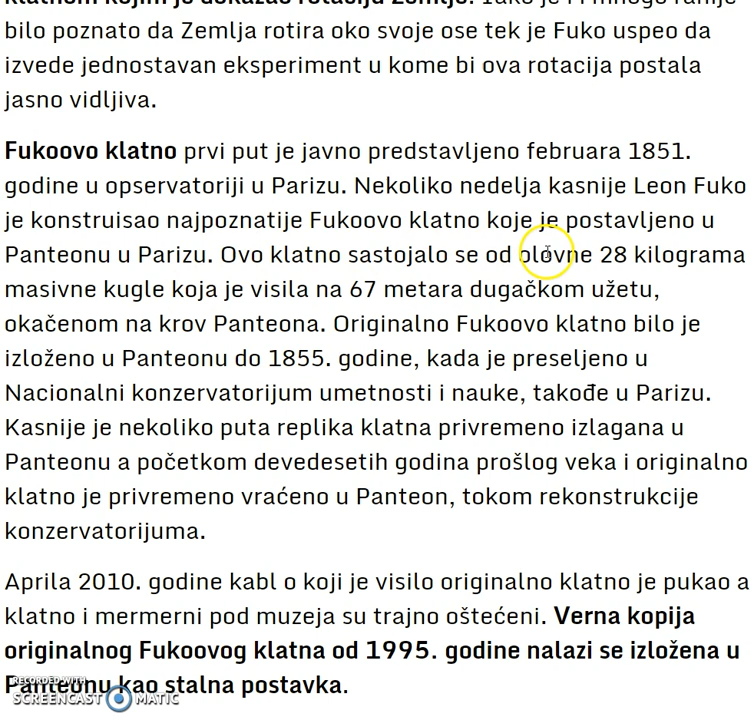 klatnom kojim je dokazao rotaciju Zemlje. Iako je i mnogo ranije
bilo poznato da Zemlja rotira oko svoje ose tek je Fuko uspeo da
izvede jednostavan eksperiment u kome bi ova rotacija postala
jasno vidljiva.
Fukoovo klatno prvi put je javno predstavljeno februara 1851.
godine u opservatoriji u Parizu. Nekoliko nedelja kasnije Leon Fuko
je konstruisao najpoznatije Fukoovo klatno koje je postavljeno u
Panteonu u Parizu. Ovo klatno sastojalo se od olovne 28 kilograma
masivne kugle koja je visila na 67 metara dugačkom užetu,
okačenom na krov Panteona. Originalno Fukoovo klatno bilo je
izloženo u Panteonu do 1855. godine, kada je preseljeno u
Nacionalni konzervatorijum umetnosti i nauke, takođe u Parizu.
Kasnije je nekoliko puta replika klatna privremeno izlagana u
Panteonu a početkom devedesetih godina prošlog veka i originalno
klatno je privremeno vraćeno u Panteon, tokom rekonstrukcije
konzervatorijuma.
Aprila 2010. godine kabl o koji je visilo originalno klatno je pukao a
klatno i mermerni pod muzeja su trajno oštećeni. Verna kopija
originalnog Fukoovog klatna od 1995. godine nalazi se izložena u
Panteonu kao stalna postavka.
RECORDED WITH
SCREENCAST MATIC